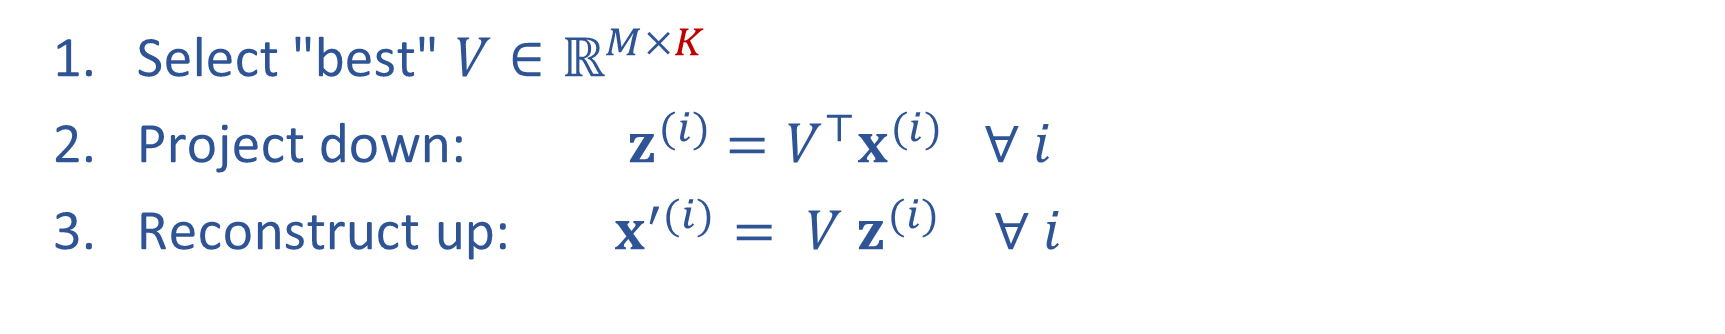 1. Select "best" V ∈ ℝ^{M×K}
2. Project down: z^{(i)} = V^⊤x^{(i)} ∀ i
3. Reconstruct up: x′^{(i)} = V z^{(i)} ∀ i